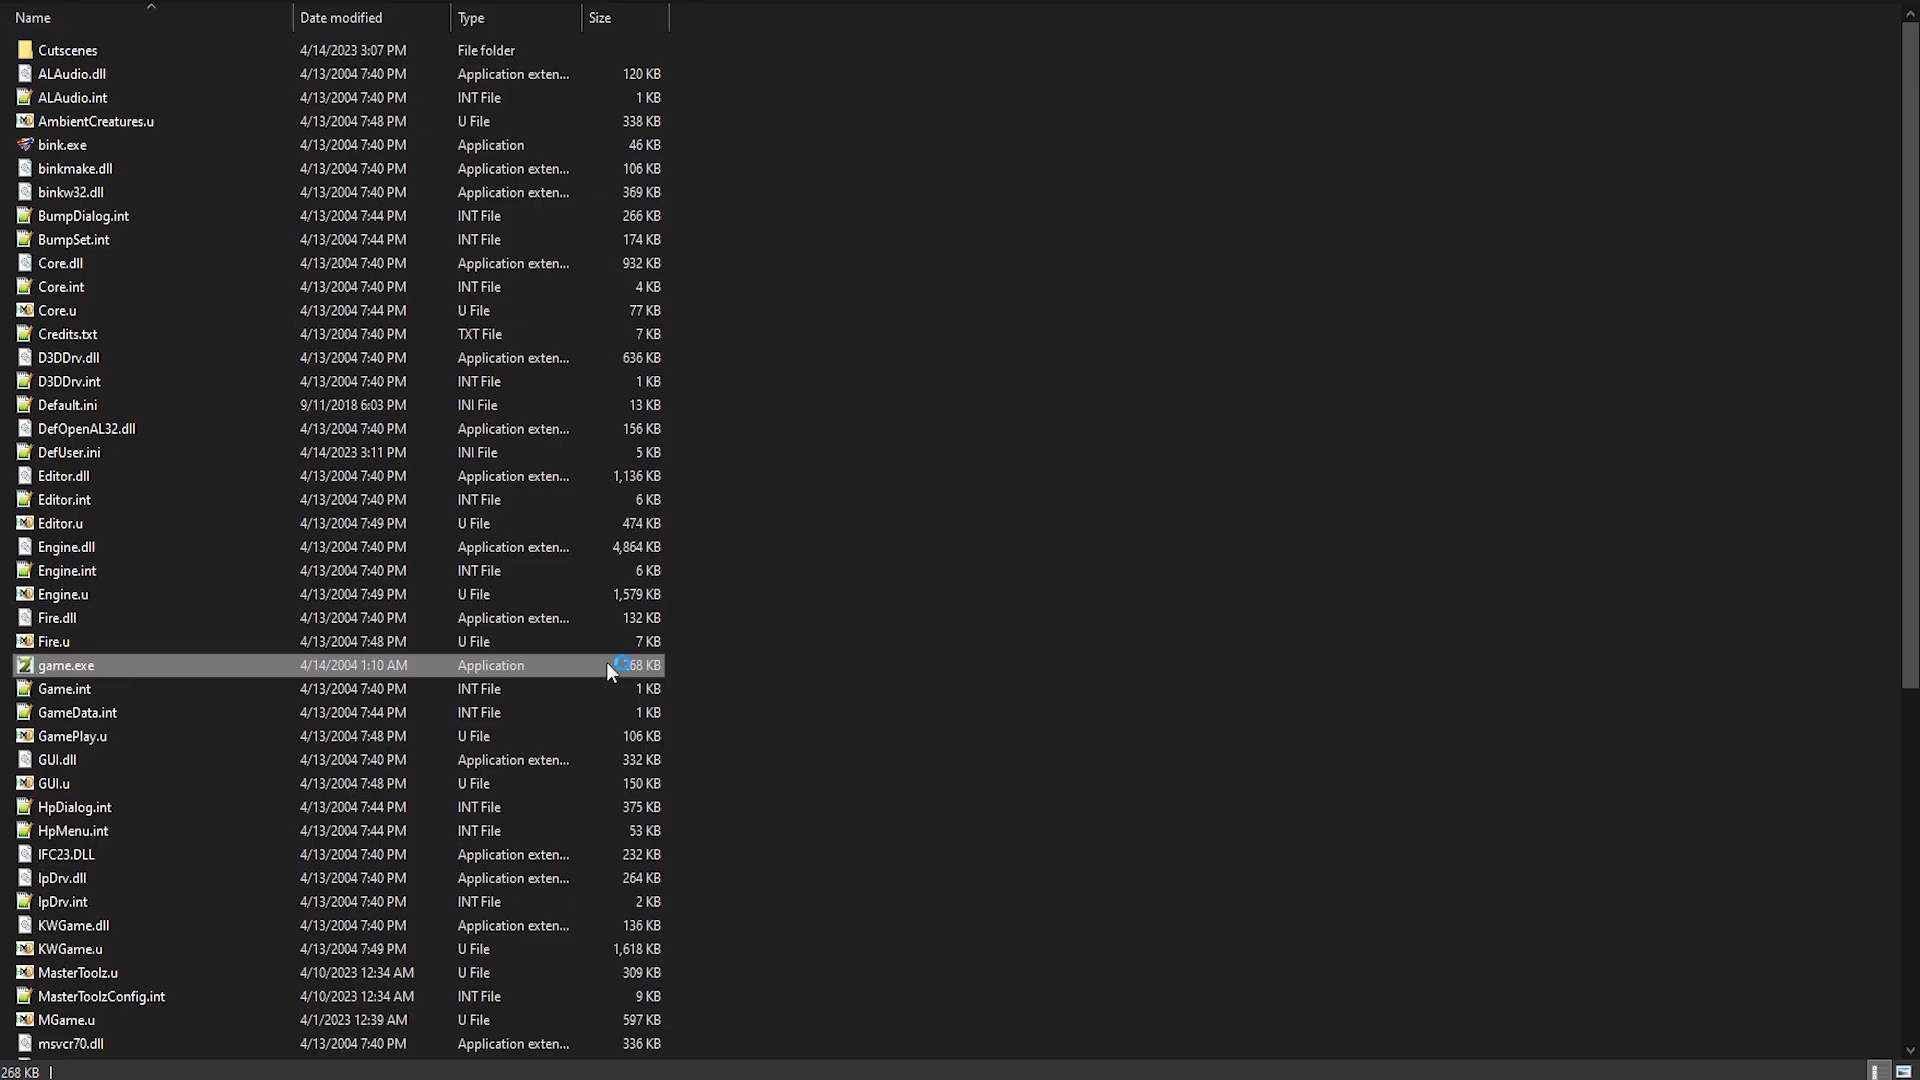 Name Date modified Type Size
Cutscenes 4/14/2023 3:07 PM File folder
ALAudio.dll 4/13/2004 7:40 PM Application exten... 120 KB
ALAudio.int 4/13/2004 7:40 PM INT File 1 KB
AmbientCreatures.u 4/13/2004 7:48 PM U File 338 KB
bink.exe 4/13/2004 7:40 PM Application 46 KB
binkmake.dll 4/13/2004 7:40 PM Application exten... 106 KB
binkw32.dll 4/13/2004 7:40 PM Application exten... 369 KB
BumpDialog.int 4/13/2004 7:44 PM INT File 266 KB
BumpSet.int 4/13/2004 7:44 PM INT File 174 KB
Core.dll 4/13/2004 7:40 PM Application exten... 932 KB
Core.int 4/13/2004 7:40 PM INT File 4 KB
Core.u 4/13/2004 7:44 PM U File 77 KB
Credits.txt 4/13/2004 7:40 PM TXT File 7 KB
D3DDrv.dll 4/13/2004 7:40 PM Application exten... 636 KB
D3DDrv.int 4/13/2004 7:40 PM INT File 1 KB
Default.ini 9/11/2018 6:03 PM INI File 13 KB
DefOpenAL32.dll 4/13/2004 7:40 PM Application exten... 156 KB
DefUser.ini 4/14/2023 3:11 PM INI File 5 KB
Editor.dll 4/13/2004 7:40 PM Application exten... 1,136 KB
Editor.int 4/13/2004 7:40 PM INT File 6 KB
Editor.u 4/13/2004 7:49 PM U File 474 KB
Engine.dll 4/13/2004 7:40 PM Application exten... 4,864 KB
Engine.int 4/13/2004 7:40 PM INT File 6 KB
Engine.u 4/13/2004 7:49 PM U File 1,579 KB
Fire.dll 4/13/2004 7:40 PM Application exten... 132 KB
Fire.u 4/13/2004 7:48 PM U File 7 KB
game.exe 4/14/2004 1:10 AM Application 68 KB
Game.int 4/13/2004 7:40 PM INT File 1 KB
GameData.int 4/13/2004 7:44 PM INT File 1 KB
GamePlay.u 4/13/2004 7:48 PM U File 106 KB
GUI.dll 4/13/2004 7:40 PM Application exten... 332 KB
GUI.u 4/13/2004 7:48 PM U File 150 KB
HpDialog.int 4/13/2004 7:44 PM INT File 375 KB
HpMenu.int 4/13/2004 7:44 PM INT File 53 KB
IFC23.DLL 4/13/2004 7:40 PM Application exten... 232 KB
IpDrv.dll 4/13/2004 7:40 PM Application exten... 264 KB
IpDrv.int 4/13/2004 7:40 PM INT File 2 KB
KWGame.dll 4/13/2004 7:40 PM Application exten... 136 KB
KWGame.u 4/13/2004 7:49 PM U File 1,618 KB
MasterToolz.u 4/10/2023 12:34 AM U File 309 KB
MasterToolzConfig.int 4/10/2023 12:34 AM INT File 9 KB
MGame.u 4/1/2023 12:39 AM U File 597 KB
msvcr70.dll 4/13/2004 7:40 PM Application exten... 336 KB
268 KB